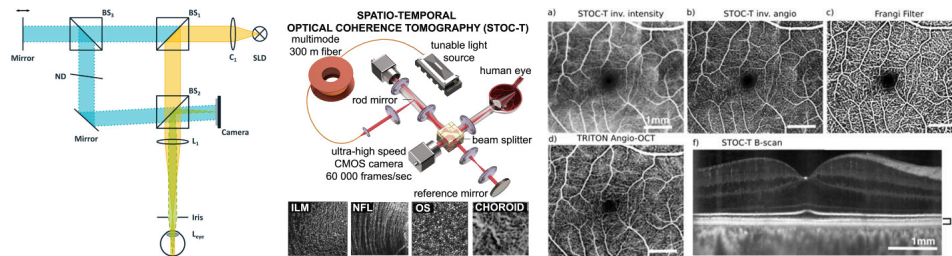 BS₃
BS₁
Mirror
C₁
SLD
ND
BS₂
Mirror
Camera
L₁
Iris
Leye
SPATIO-TEMPORAL
OPTICAL COHERENCE TOMOGRAPHY (STOC-T)
multimode
300 m fiber
tunable light
source
human eye
rod mirror
beam splitter
ultra-high speed
CMOS camera
60 000 frames/sec
reference mirror
ILM
NFL
OS
CHOROID
a) STOC-T inv. intensity
1mm
b) STOC-T inv. angio
c) Frangi Filter
d) TRITON Angio-OCT
f) STOC-T B-scan
1mm